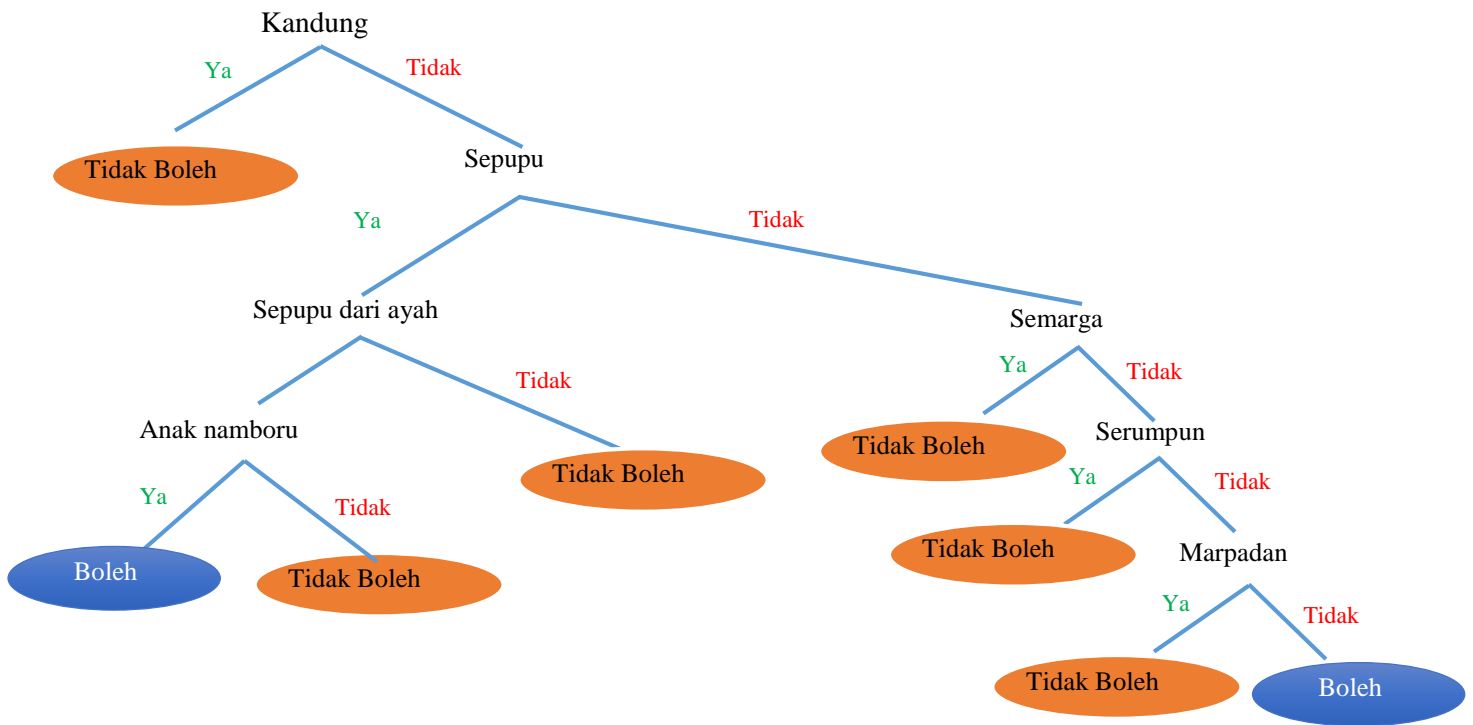 Kandung
Ya
Tidak
Tidak Boleh
Sepupu
Ya
Tidak
Sepupu dari ayah
Semarga
Ya
Tidak
Tidak
Anak namboru
Tidak Boleh
Serumpun
Tidak Boleh
Ya
Tidak
Ya
Tidak
Tidak Boleh
Marpadan
Boleh
Tidak Boleh
Ya
Tidak
Tidak Boleh
Boleh